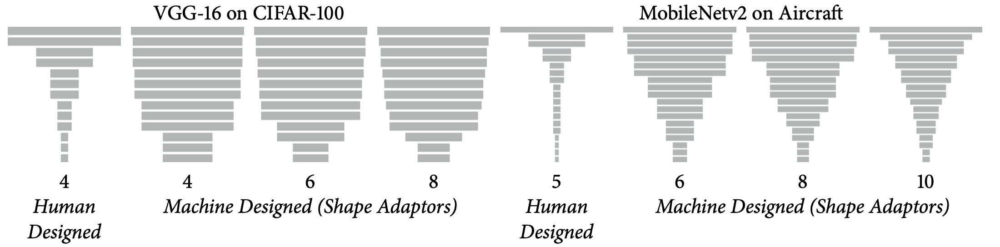 VGG-16 on CIFAR-100
MobileNetv2 on Aircraft
4
4
6
8
5
6
8
10
Human
Designed
Machine Designed (Shape Adaptors)
Human
Designed
Machine Designed (Shape Adaptors)